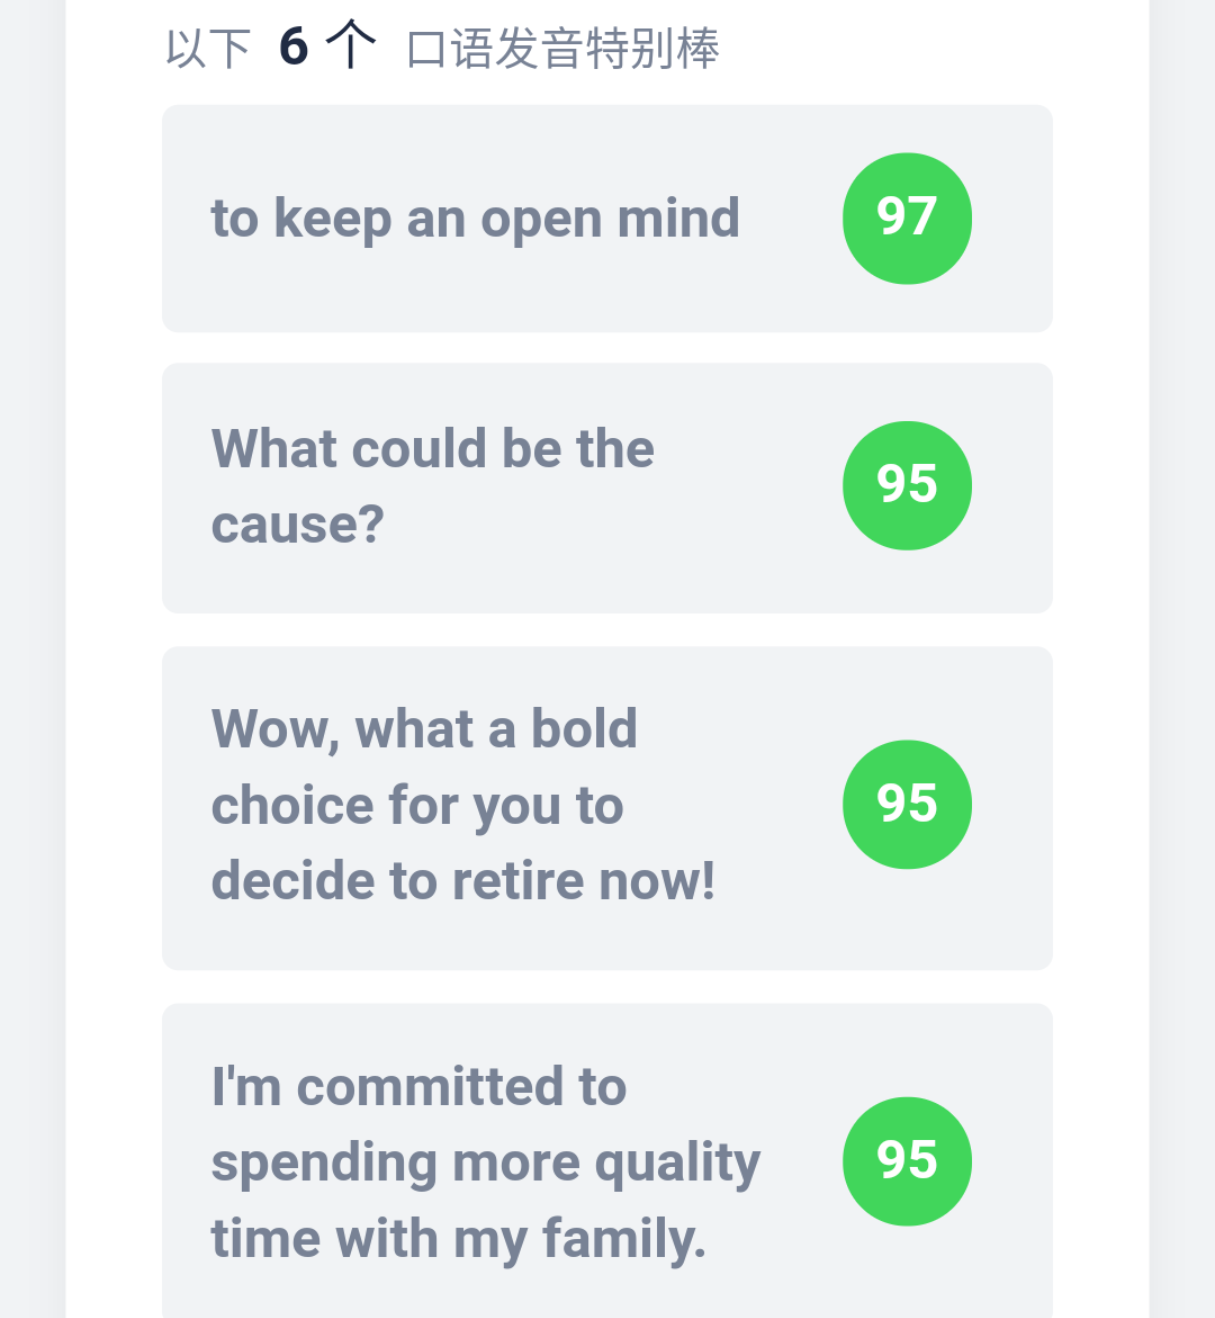 以下 6 个 口语发音特别棒
to keep an open mind
97
What could be the
cause?
95
Wow, what a bold
choice for you to
decide to retire now!
95
I'm committed to
spending more quality
time with my family.
95